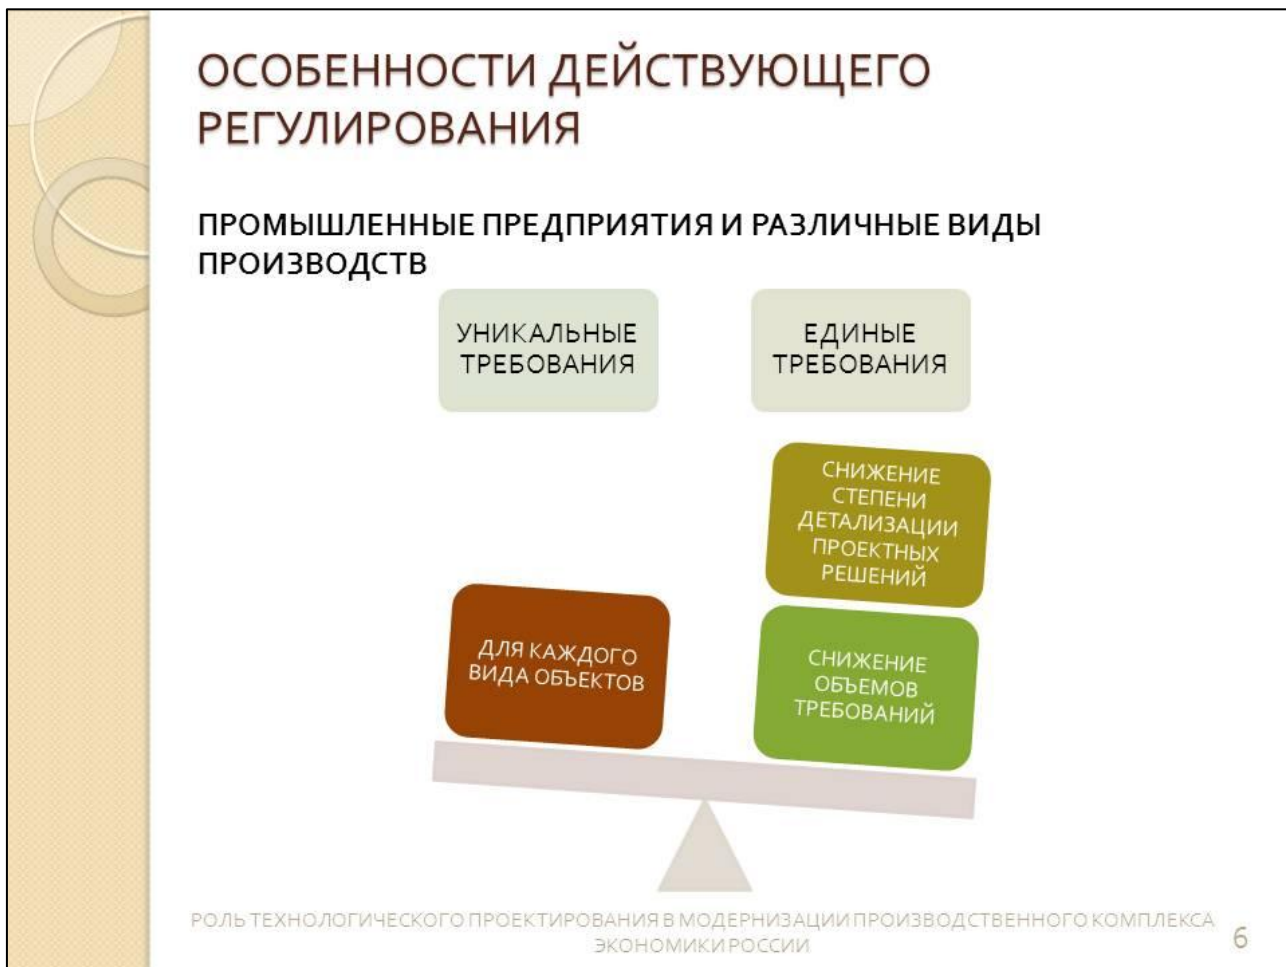 ОСОБЕННОСТИ ДЕЙСТВУЮЩЕГО
РЕГУЛИРОВАНИЯ
ПРОМЫШЛЕННЫЕ ПРЕДПРИЯТИЯ И РАЗЛИЧНЫЕ ВИДЫ
ПРОИЗВОДСТВ
УНИКАЛЬНЫЕ
ТРЕБОВАНИЯ
ЕДИНЫЕ
ТРЕБОВАНИЯ
СНИЖЕНИЕ
СТЕПЕНИ
ДЕТАЛИЗАЦИИ
ПРОЕКТНЫХ
РЕШЕНИЙ
ДЛЯ КАЖДОГО
ВИДА ОБЪЕКТОВ
СНИЖЕНИЕ
ОБЪЕМОВ
ТРЕБОВАНИЙ
РОЛЬ ТЕХНОЛОГИЧЕСКОГО ПРОЕКТИРОВАНИЯ В МОДЕРНИЗАЦИИ ПРОИЗВОДСТВЕННОГО КОМПЛЕКСА
ЭКОНОМИКИ РОССИИ
6